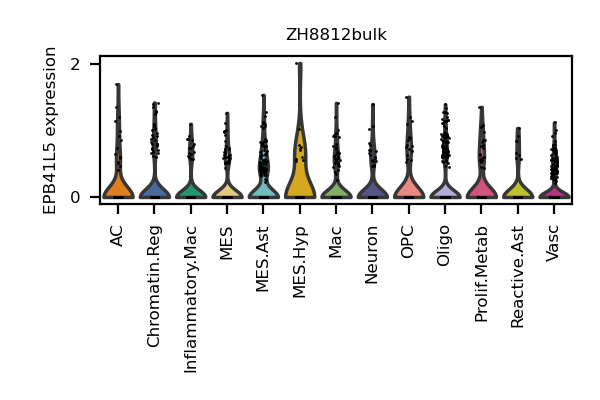 ZH8812bulk
EPB41L5 expression
2
0
AC
Chromatin.Reg
Inflammatory.Mac
MES
MES.Ast
MES.Hyp
Mac
Neuron
OPC
Oligo
Prolif.Metab
Reactive.Ast
Vasc